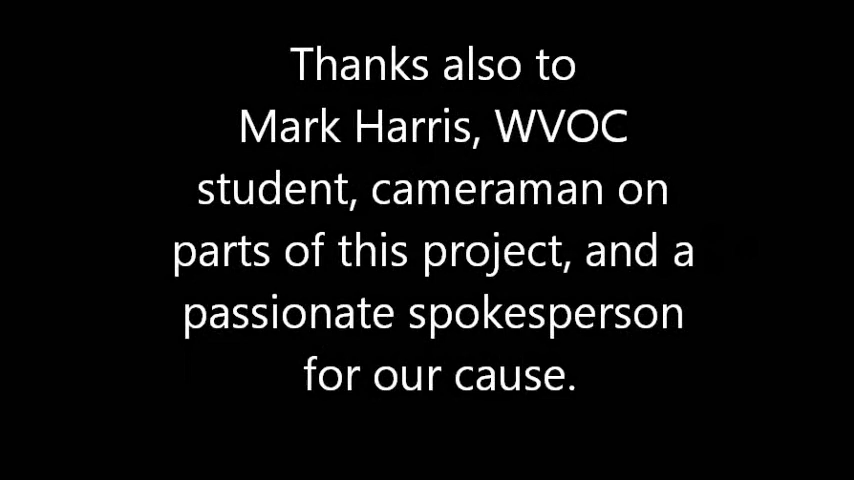 Thanks also to
Mark Harris, WVOC
student, cameraman on
parts of this project, and a
passionate spokesperson
for our cause.